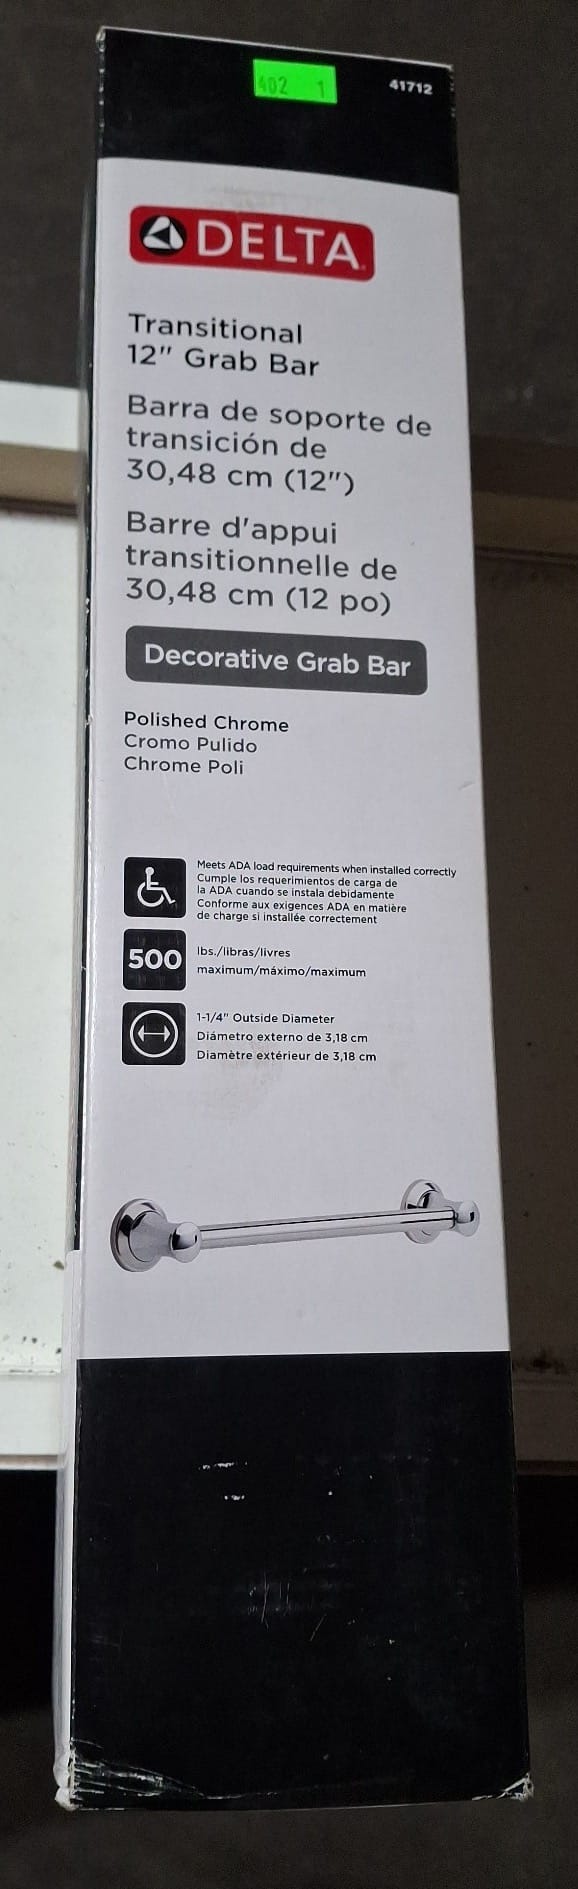 402 1
41712
DELTA
Transitional
12" Grab Bar
Barra de soporte de
transición de
30,48 cm (12")
Barre d'appui
transitionnelle de
30,48 cm (12 po)
Decorative Grab Bar
Polished Chrome
Cromo Pulido
Chrome Poli
Meets ADA load requirements when installed correctly
Cumple los requerimientos de carga de
la ADA cuando se instala debidamente
Conforme aux exigences ADA en matière
de charge si installée correctement
500
lbs./libras/livres
maximum/máximo/maximum
1-1/4" Outside Diameter
Diámetro externo de 3,18 cm
Diamètre extérieur de 3,18 cm